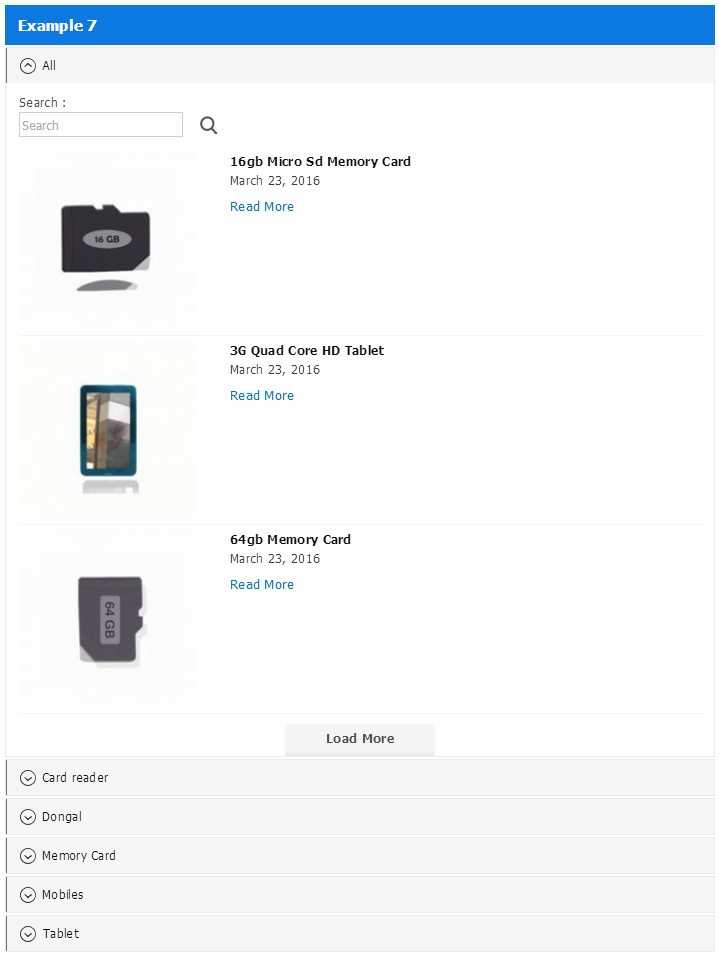 Example 7
All
Search :
Search
16gb Micro Sd Memory Card
March 23, 2016
Read More
16 GB
3G Quad Core HD Tablet
March 23, 2016
Read More
64gb Memory Card
March 23, 2016
Read More
64 GB
Load More
Card reader
Dongal
Memory Card
Mobiles
Tablet